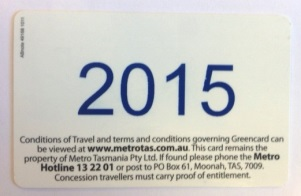 2015
Conditions of Travel and terms and conditions governing Greencard can
be viewed at www.metrotas.com.au. This card remains the
property of Metro Tasmania Pty Ltd. If found please phone the Metro
Hotline 13 22 01 or post to PO Box 61, Moonah, TAS, 7009.
Concession travellers must carry proof of entitlement.